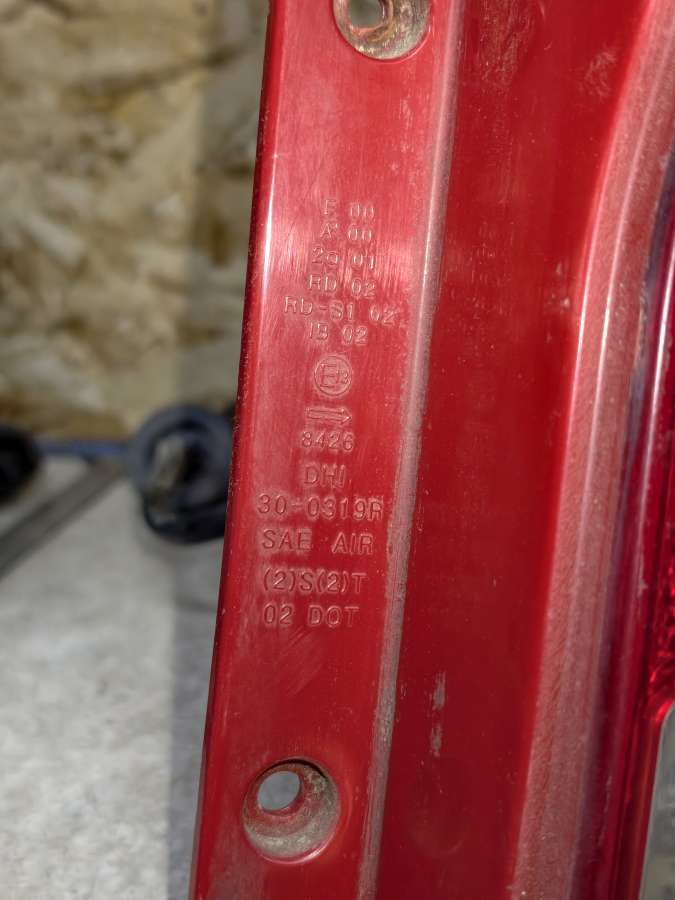 F 00
A 00
2a 01
RD 02
RD-S1 02
IB 02
E13
8426
DHI
30-0319R
SAE AIR
(2)S(2)T
02 DOT